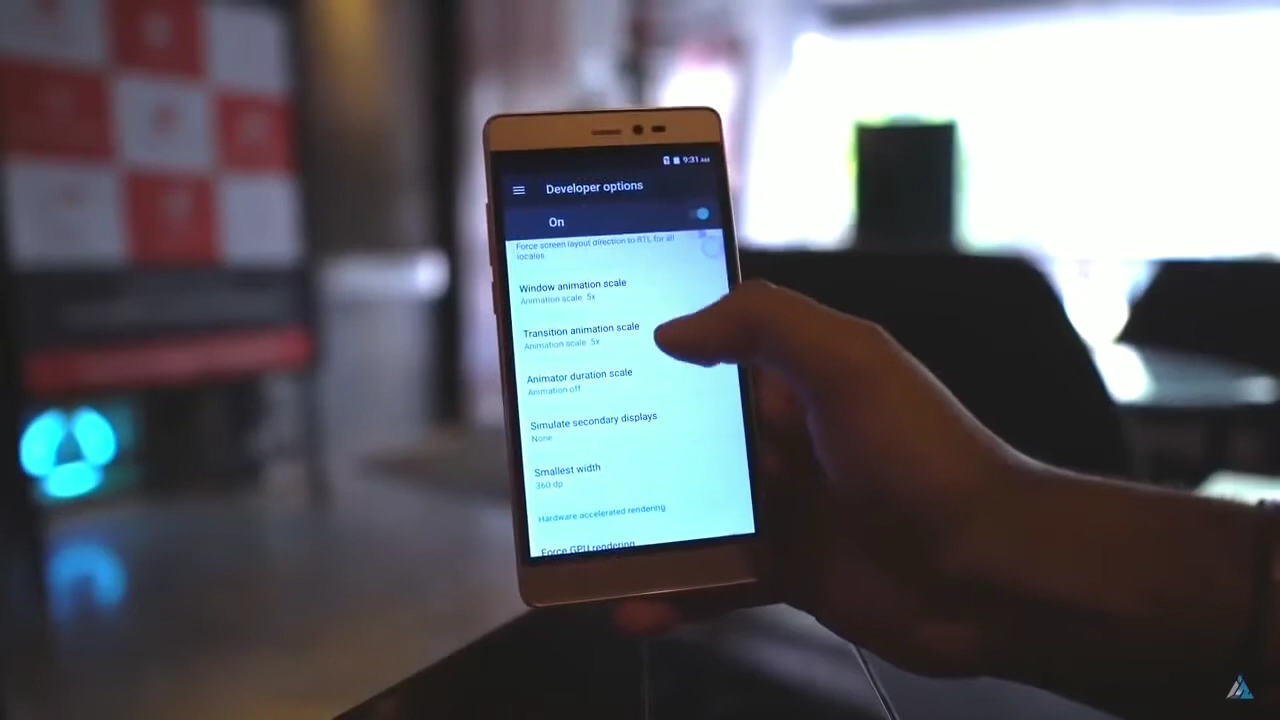 9:31 AM
Developer options
On
Force screen layout direction to RTL for all
locales
Window animation scale
Animation scale .5x
Transition animation scale
Animation scale .5x
Animator duration scale
Animation off
Simulate secondary displays
None
Smallest width
360 dp
Hardware accelerated rendering
Force GPU rendering